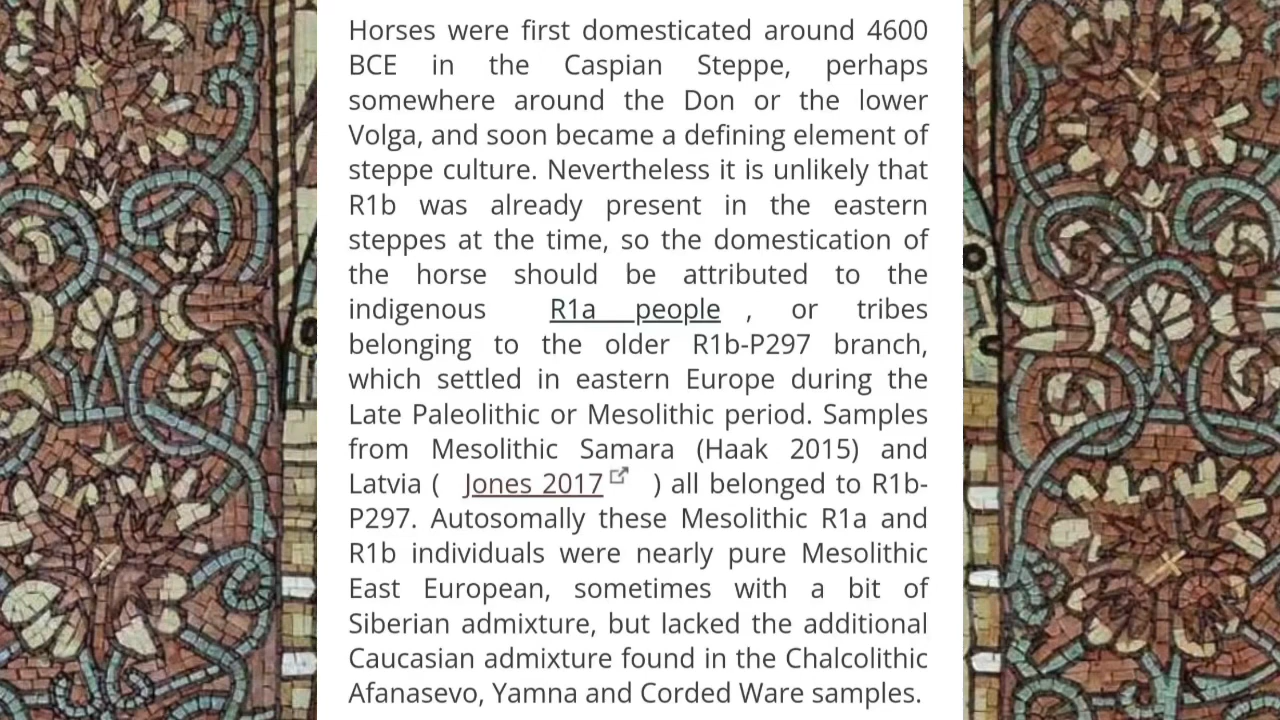 Horses were first domesticated around 4600
BCE in the Caspian Steppe, perhaps
somewhere around the Don or the lower
Volga, and soon became a defining element of
steppe culture. Nevertheless it is unlikely that
R1b was already present in the eastern
steppes at the time, so the domestication of
the horse should be attributed to the
indigenous R1a people , or tribes
belonging to the older R1b-P297 branch,
which settled in eastern Europe during the
Late Paleolithic or Mesolithic period. Samples
from Mesolithic Samara (Haak 2015) and
Latvia ( Jones 2017 ) all belonged to R1b-
P297. Autosomally these Mesolithic R1a and
R1b individuals were nearly pure Mesolithic
East European, sometimes with a bit of
Siberian admixture, but lacked the additional
Caucasian admixture found in the Chalcolithic
Afanasevo, Yamna and Corded Ware samples.